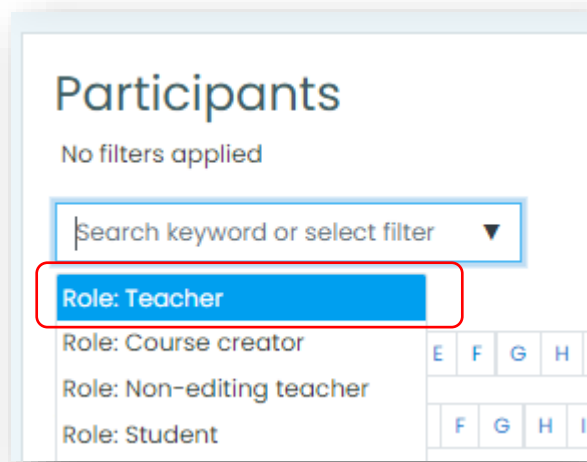 Participants
No filters applied
Search keyword or select filter ▼
Role: Teacher
Role: Course creator
E F G H
Role: Non-editing teacher
Role: Student
F G H I